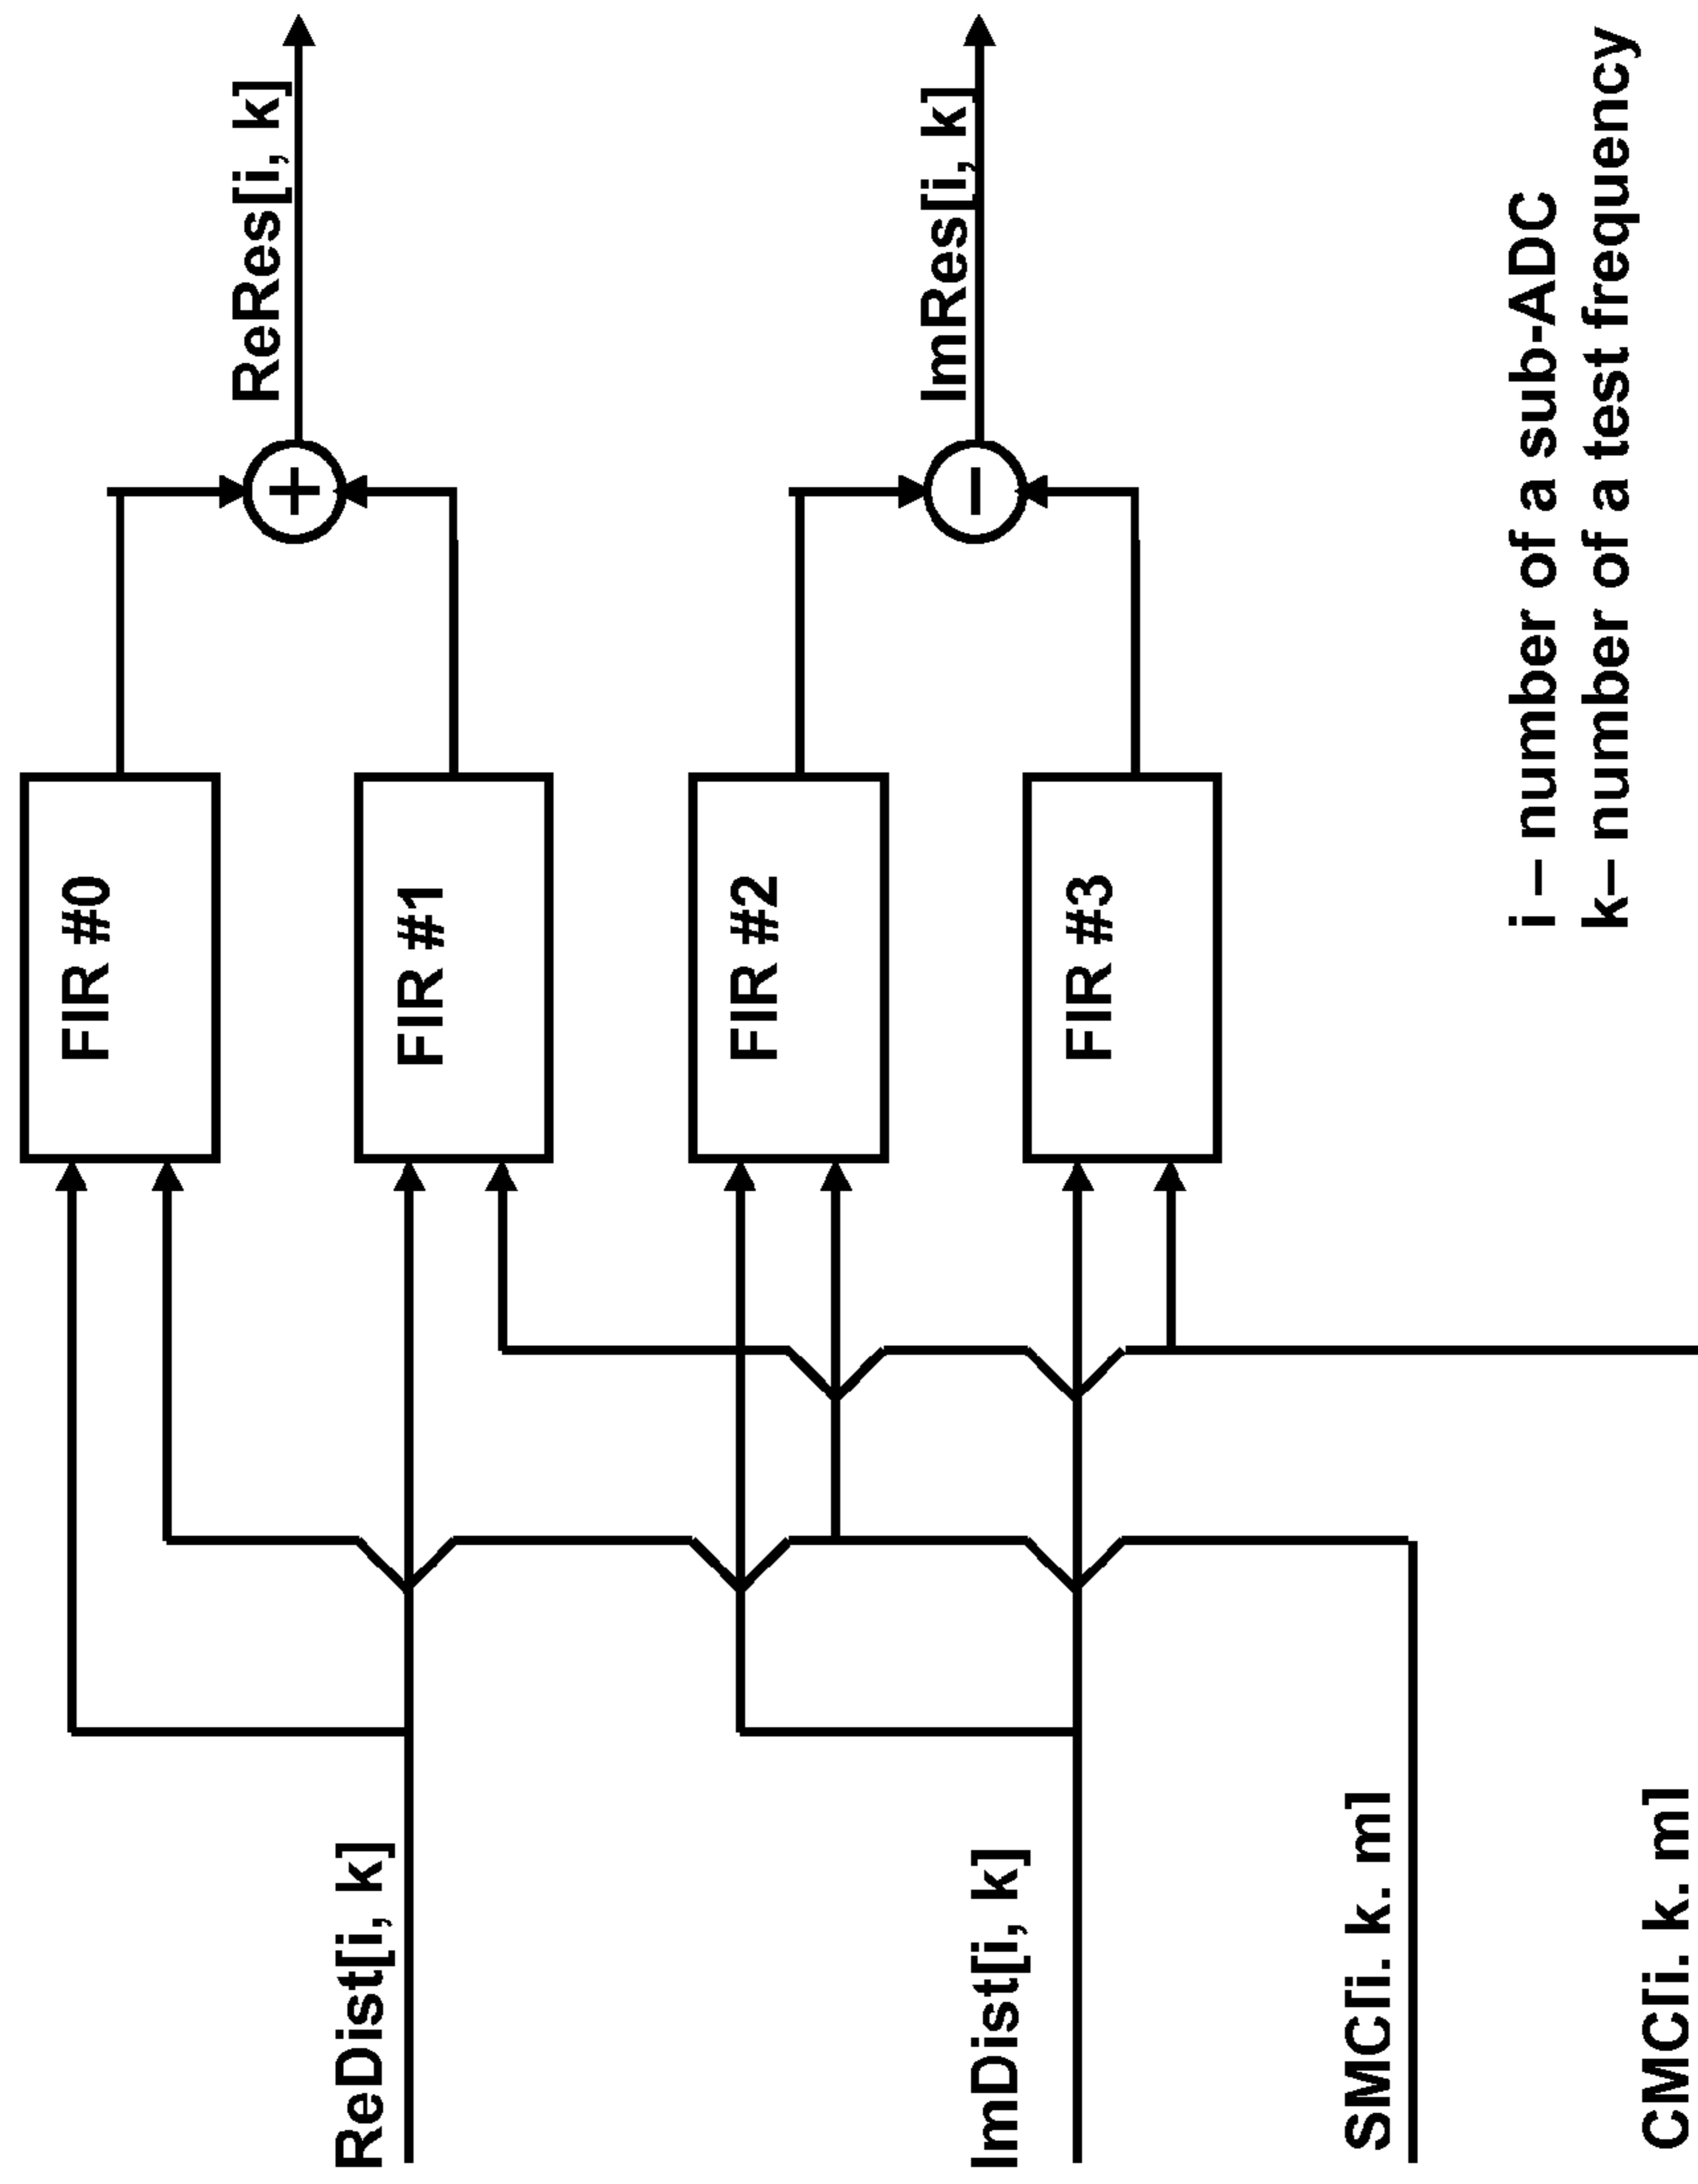 FIR #0
ReRes[i, k]
ReDist[i, k]
FIR #1
FIR #2
ImRes[i, k]
ImDist[i, k]
FIR #3
SMC[i, k, m]
i – number of a sub-ADC
k– number of a test frequency
CMC[i, k, m]